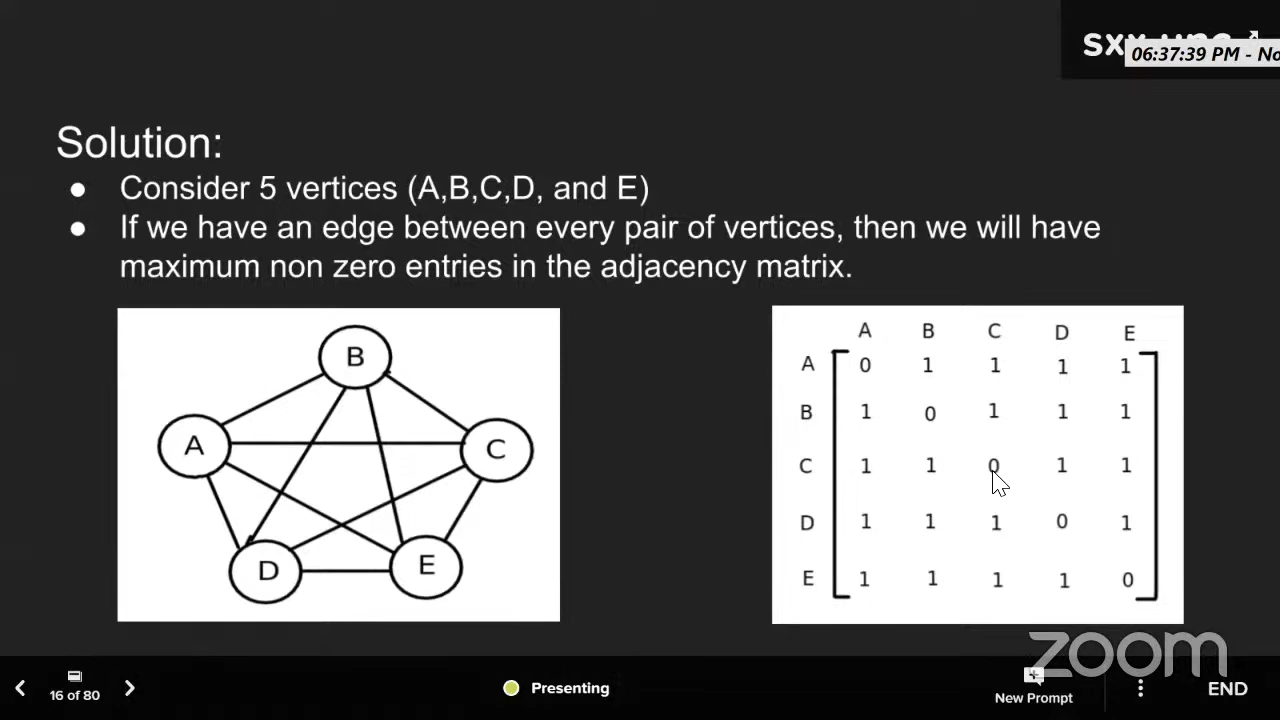 06:37:39 PM - No
Solution:
● Consider 5 vertices (A,B,C,D, and E)
● If we have an edge between every pair of vertices, then we will have
maximum non zero entries in the adjacency matrix.
B
A
C
D
E
A B C D E
A 0 1 1 1 1
B 1 0 1 1 1
C 1 1 0 1 1
D 1 1 1 0 1
E 1 1 1 1 0
zoom
16 of 80
Presenting
New Prompt
END